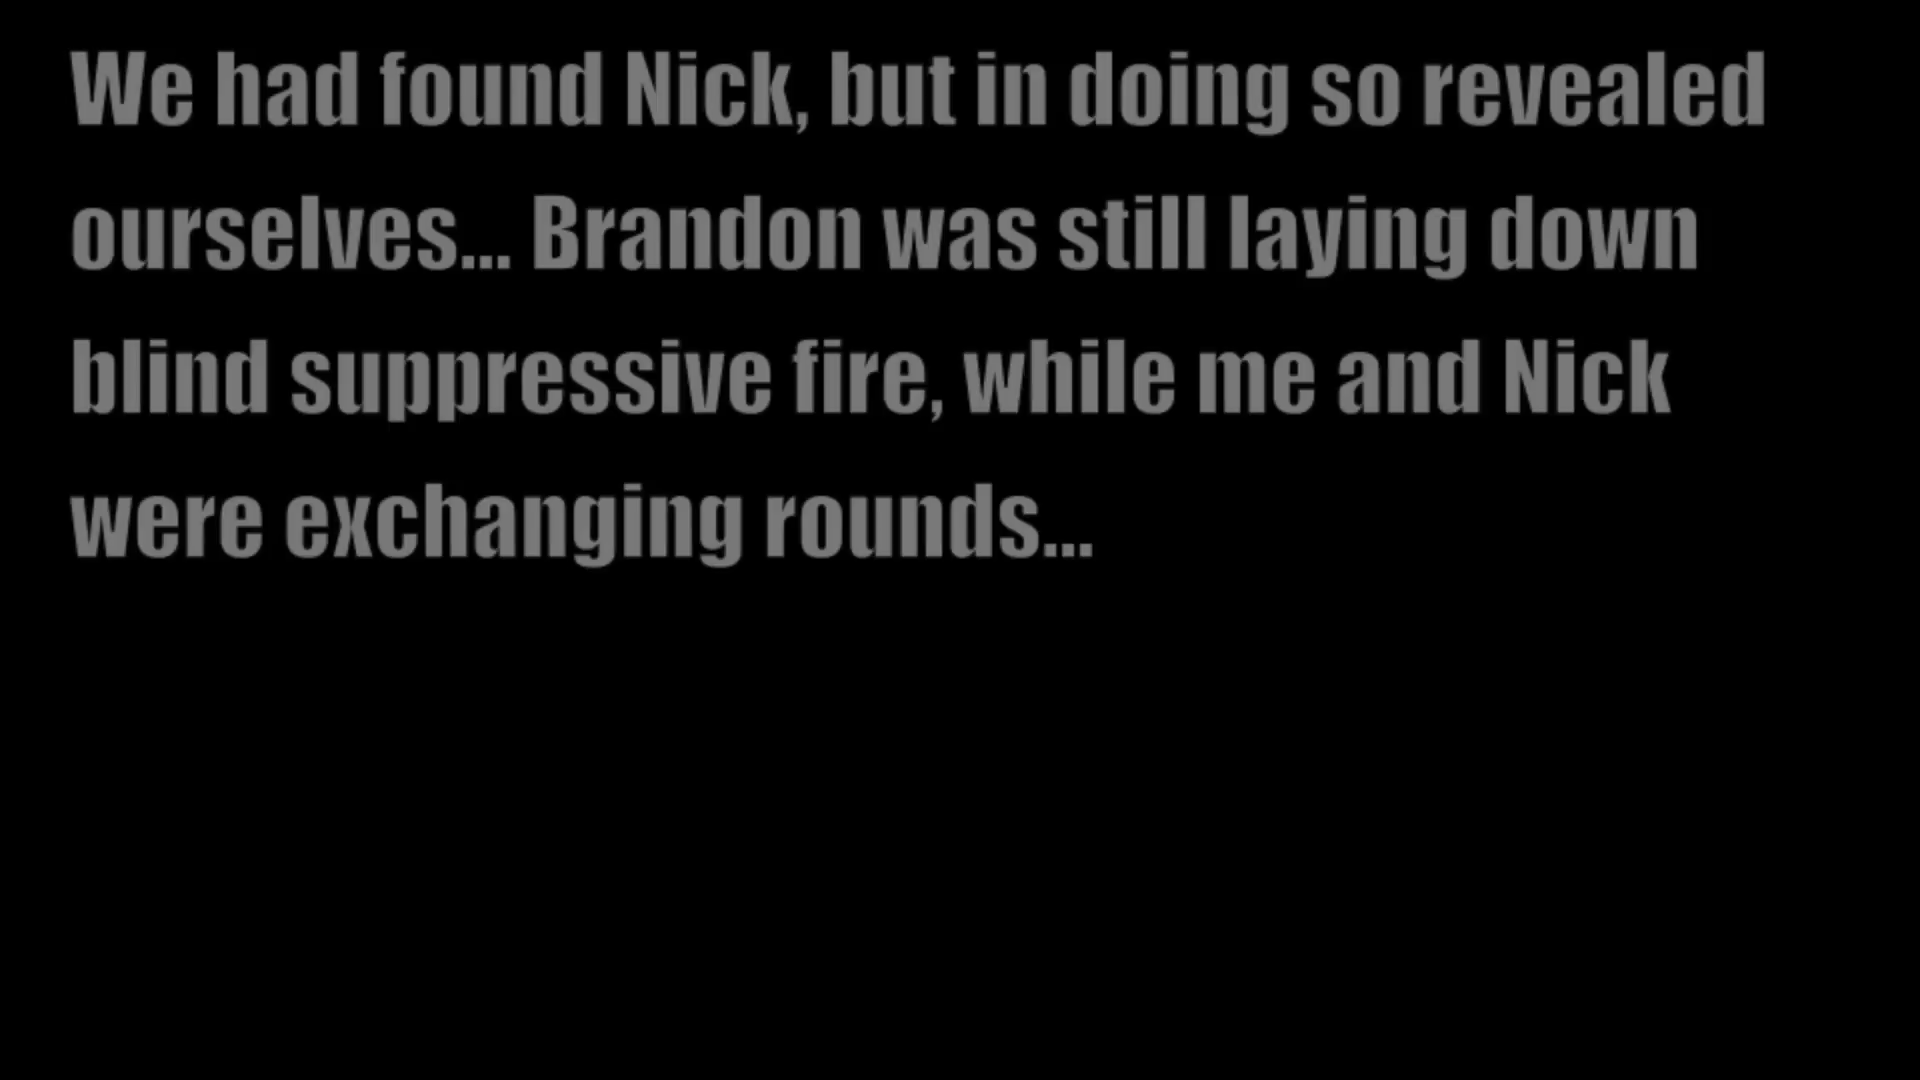 We had found Nick, but in doing so revealed
ourselves... Brandon was still laying down
blind suppressive fire, while me and Nick
were exchanging rounds...